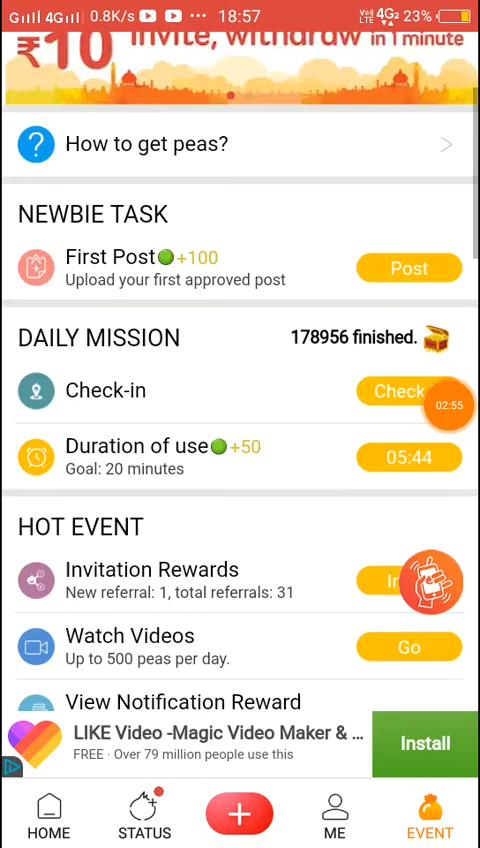 4G 0.8K/s ••• 18:57 VoI) LTE 4G2 23%
₹10 Invite, withdraw in 1 minute
? How to get peas?
NEWBIE TASK
First Post +100
Upload your first approved post
Post
DAILY MISSION 178956 finished.
Check-in
Check
02:55
Duration of use +50
Goal: 20 minutes
05:44
HOT EVENT
Invitation Rewards
New referral: 1, total referrals: 31
Watch Videos
Up to 500 peas per day.
Go
View Notification Reward
LIKE Video -Magic Video Maker & ...
FREE · Over 79 million people use this
Install
HOME STATUS ME EVENT